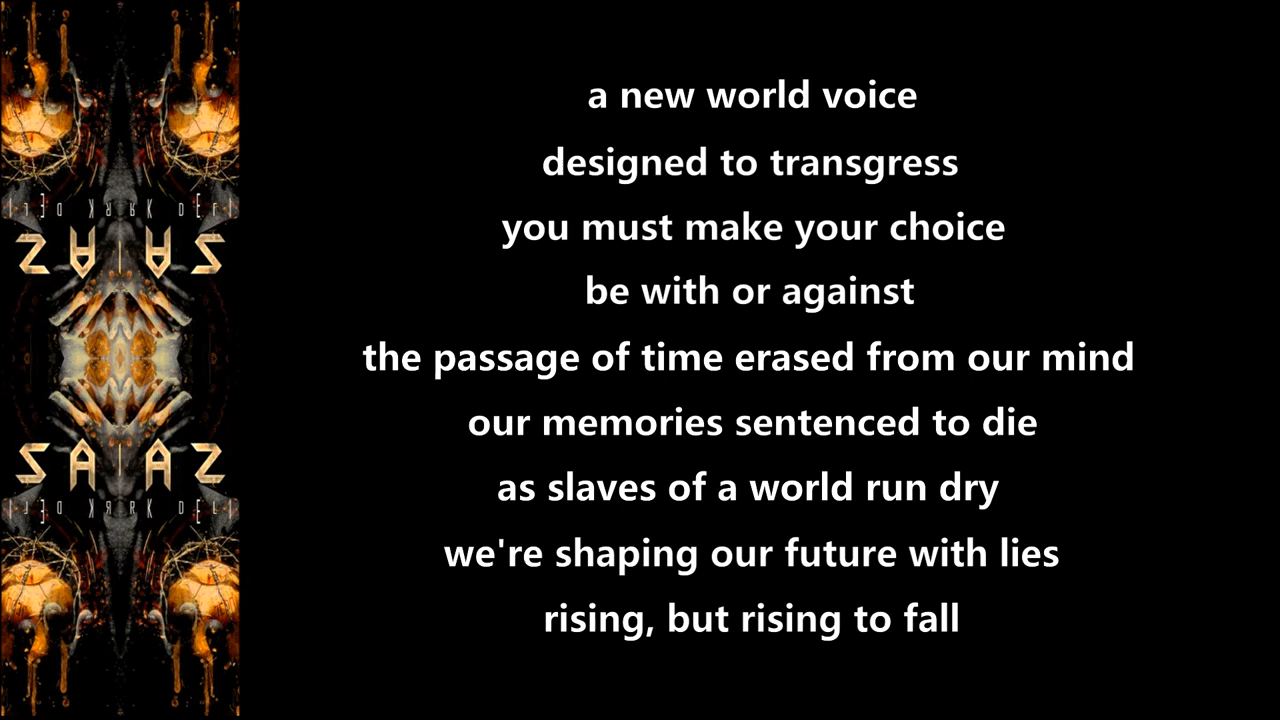 a new world voice
designed to transgress
you must make your choice
be with or against
the passage of time erased from our mind
our memories sentenced to die
as slaves of a world run dry
we're shaping our future with lies
rising, but rising to fall